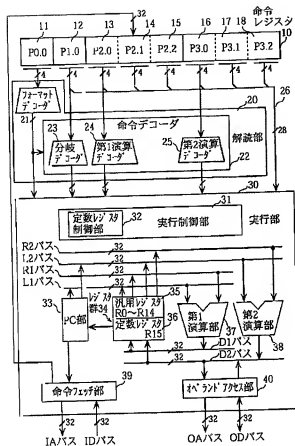 32
命令
レジスタ
11 12 13 14 15 16 17 18
P0.0 P1.0 P2.0 P2.1 P2.2 P3.0 P3.1 P3.2
10
4 4 4 4 4 4 4 4
フォーマット
デコーダ
26
20
21
命令デコーダ
23 24 25
分岐
デコーダ
第1演算
デコーダ
第2演算
デコーダ
解読部
22
28
30
31
定数レジスタ
制御部
32
実行制御部
実行部
R2バス
L2バス
R1バス
L1バス
32
32
32
32
33
PC部
レジスタ
群34
汎用レジスタ
R0~R14
定数レジスタ
R15
35
36
第1
演算部
37
第2
演算部
38
D1バス
D2バス
32
32
命令フェッチ部
39
オペランドアクセス部
40
32 32
32 32
IAバス IDバス
OAバス ODバス